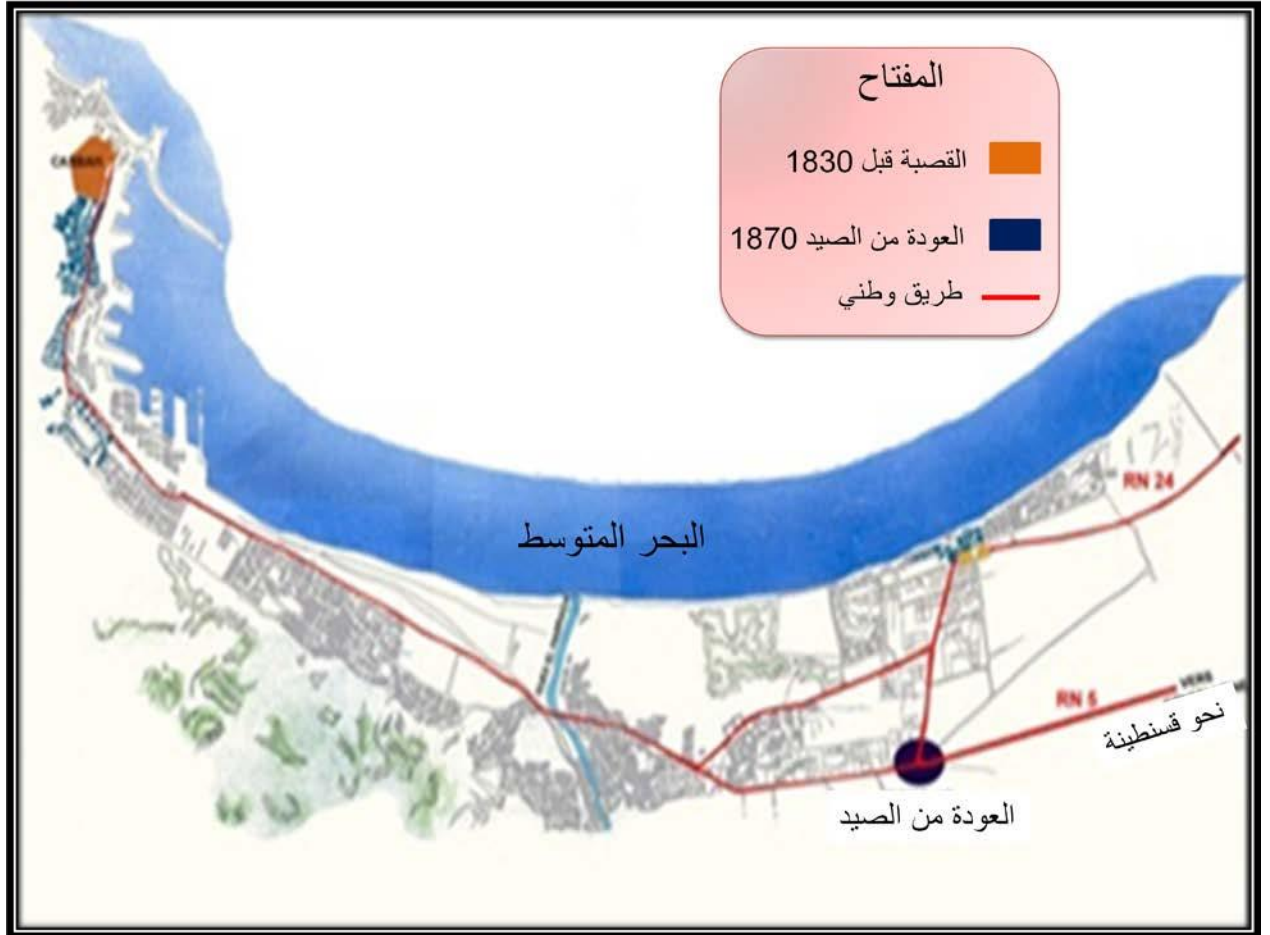 المفتاح
القصبة قبل 1830
العودة من الصيد 1870
طريق وطني
البحر المتوسط
RN 24
RN 5
VERS
نحو قسنطينة
العودة من الصيد